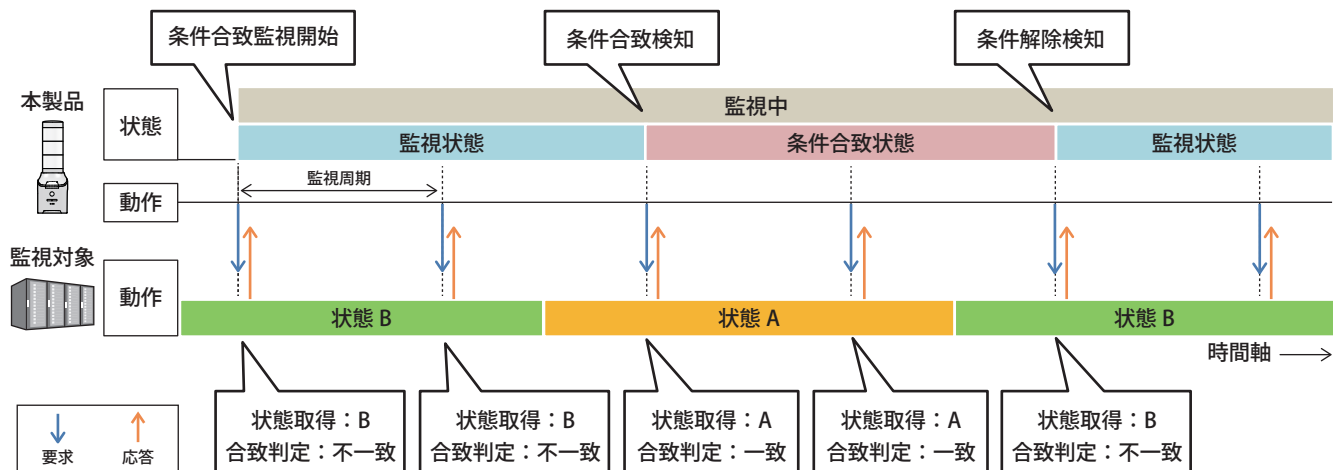 条件合致監視開始
条件合致検知
条件解除検知
本製品
状態
監視中
監視状態
条件合致状態
監視状態
監視周期
動作
監視対象
動作
状態 B
状態 A
状態 B
時間軸
状態取得：B
合致判定：不一致
状態取得：B
合致判定：不一致
状態取得：A
合致判定：一致
状態取得：A
合致判定：一致
状態取得：B
合致判定：不一致
要求
応答